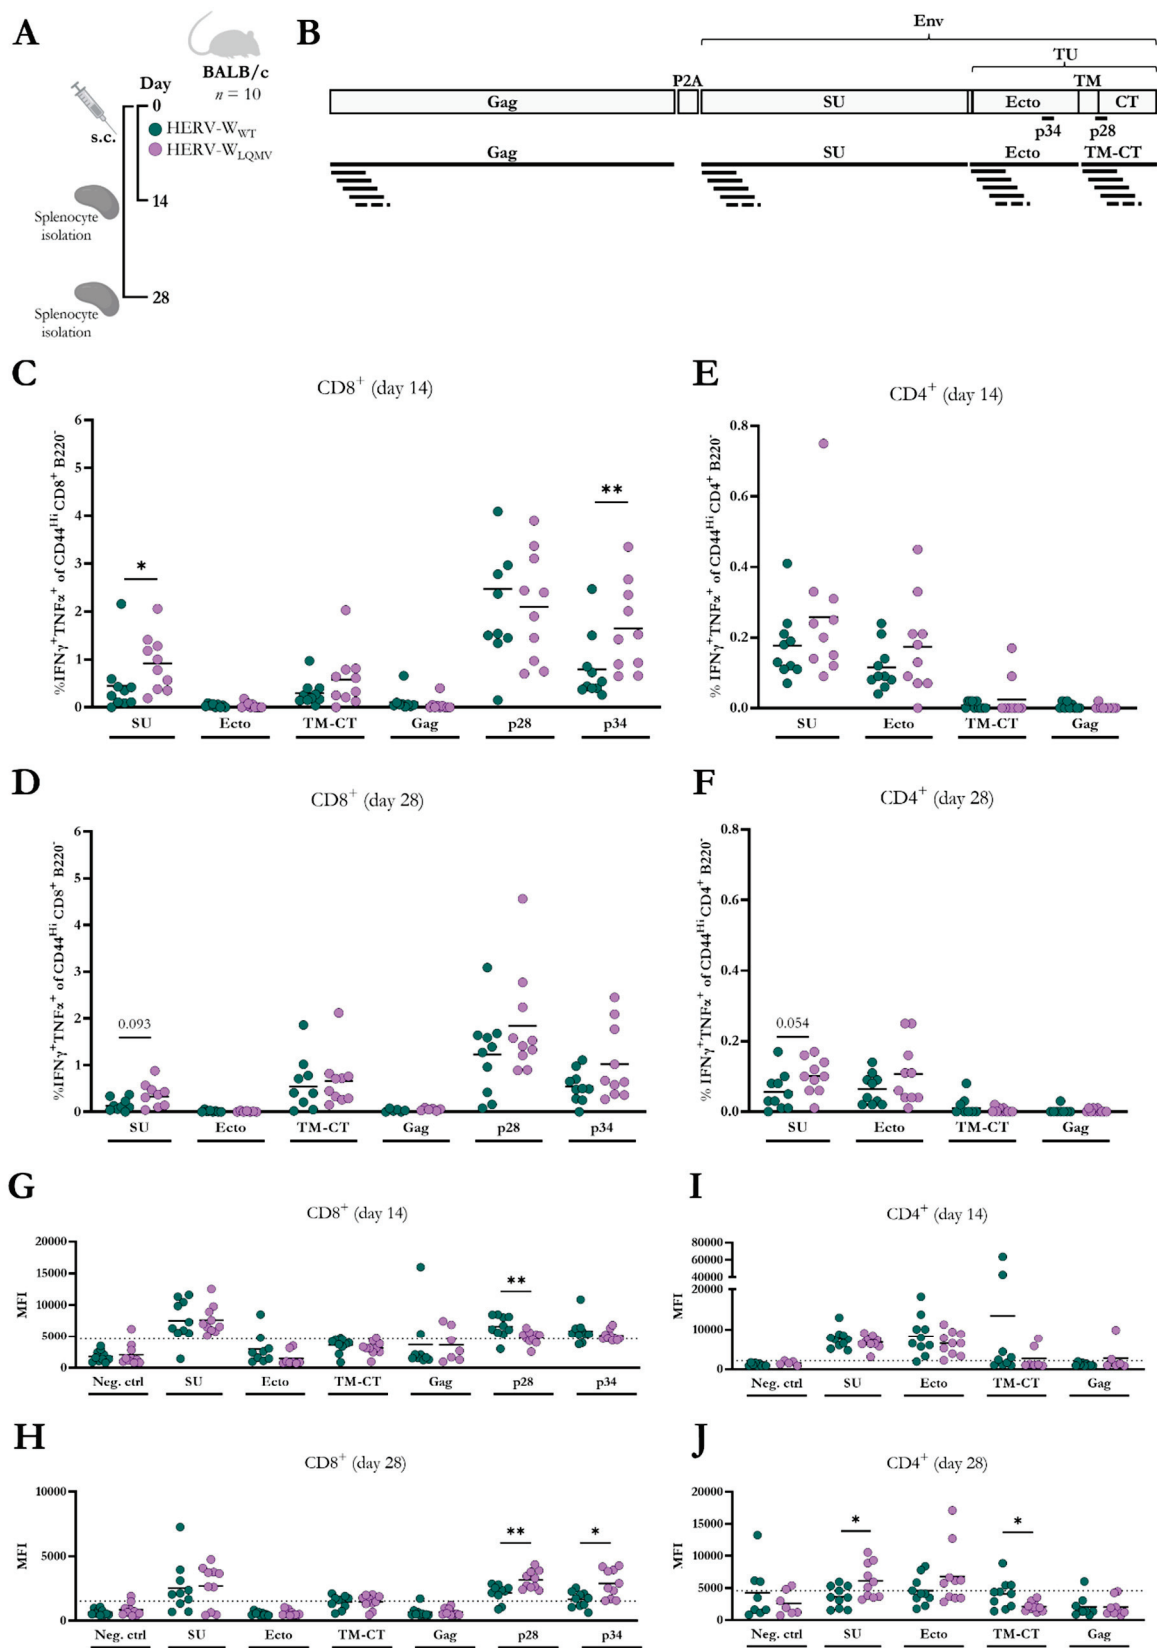 A
BALB/c
n = 10
Day
0
s.c.
HERV-W_WT
HERV-W_LQMV
14
Splenocyte
isolation
28
Splenocyte
isolation
B
Env
TU
P2A
TM
Gag
SU
Ecto
CT
p34
p28
Gag
SU
Ecto
TM-CT
C
CD8⁺ (day 14)
%IFNγ⁺TNFα⁺ of CD44ᴴⁱ CD8⁺ B220⁻
6
5
4
3
2
1
0
*
**
SU Ecto TM-CT Gag p28 p34
E
CD4⁺ (day 14)
% IFNγ⁺TNFα⁺ of CD44ᴴⁱ CD4⁺ B220⁻
0.8
0.6
0.4
0.2
0.0
SU Ecto TM-CT Gag
D
CD8⁺ (day 28)
%IFNγ⁺TNFα⁺ of CD44ᴴⁱ CD8⁺ B220⁻
6
5
4
3
2
1
0
0.093
SU Ecto TM-CT Gag p28 p34
F
CD4⁺ (day 28)
% IFNγ⁺TNFα⁺ of CD44ᴴⁱ CD4⁺ B220⁻
0.8
0.6
0.4
0.2
0.0
0.054
SU Ecto TM-CT Gag
G
CD8⁺ (day 14)
MFI
20000
15000
10000
5000
0
**
Neg. ctrl SU Ecto TM-CT Gag p28 p34
I
CD4⁺ (day 14)
MFI
80000
60000
40000
20000
10000
0
Neg. ctrl SU Ecto TM-CT Gag
H
CD8⁺ (day 28)
MFI
10000
5000
0
**
*
Neg. ctrl SU Ecto TM-CT Gag p28 p34
J
CD4⁺ (day 28)
MFI
20000
15000
10000
5000
0
*
*
Neg. ctrl SU Ecto TM-CT Gag